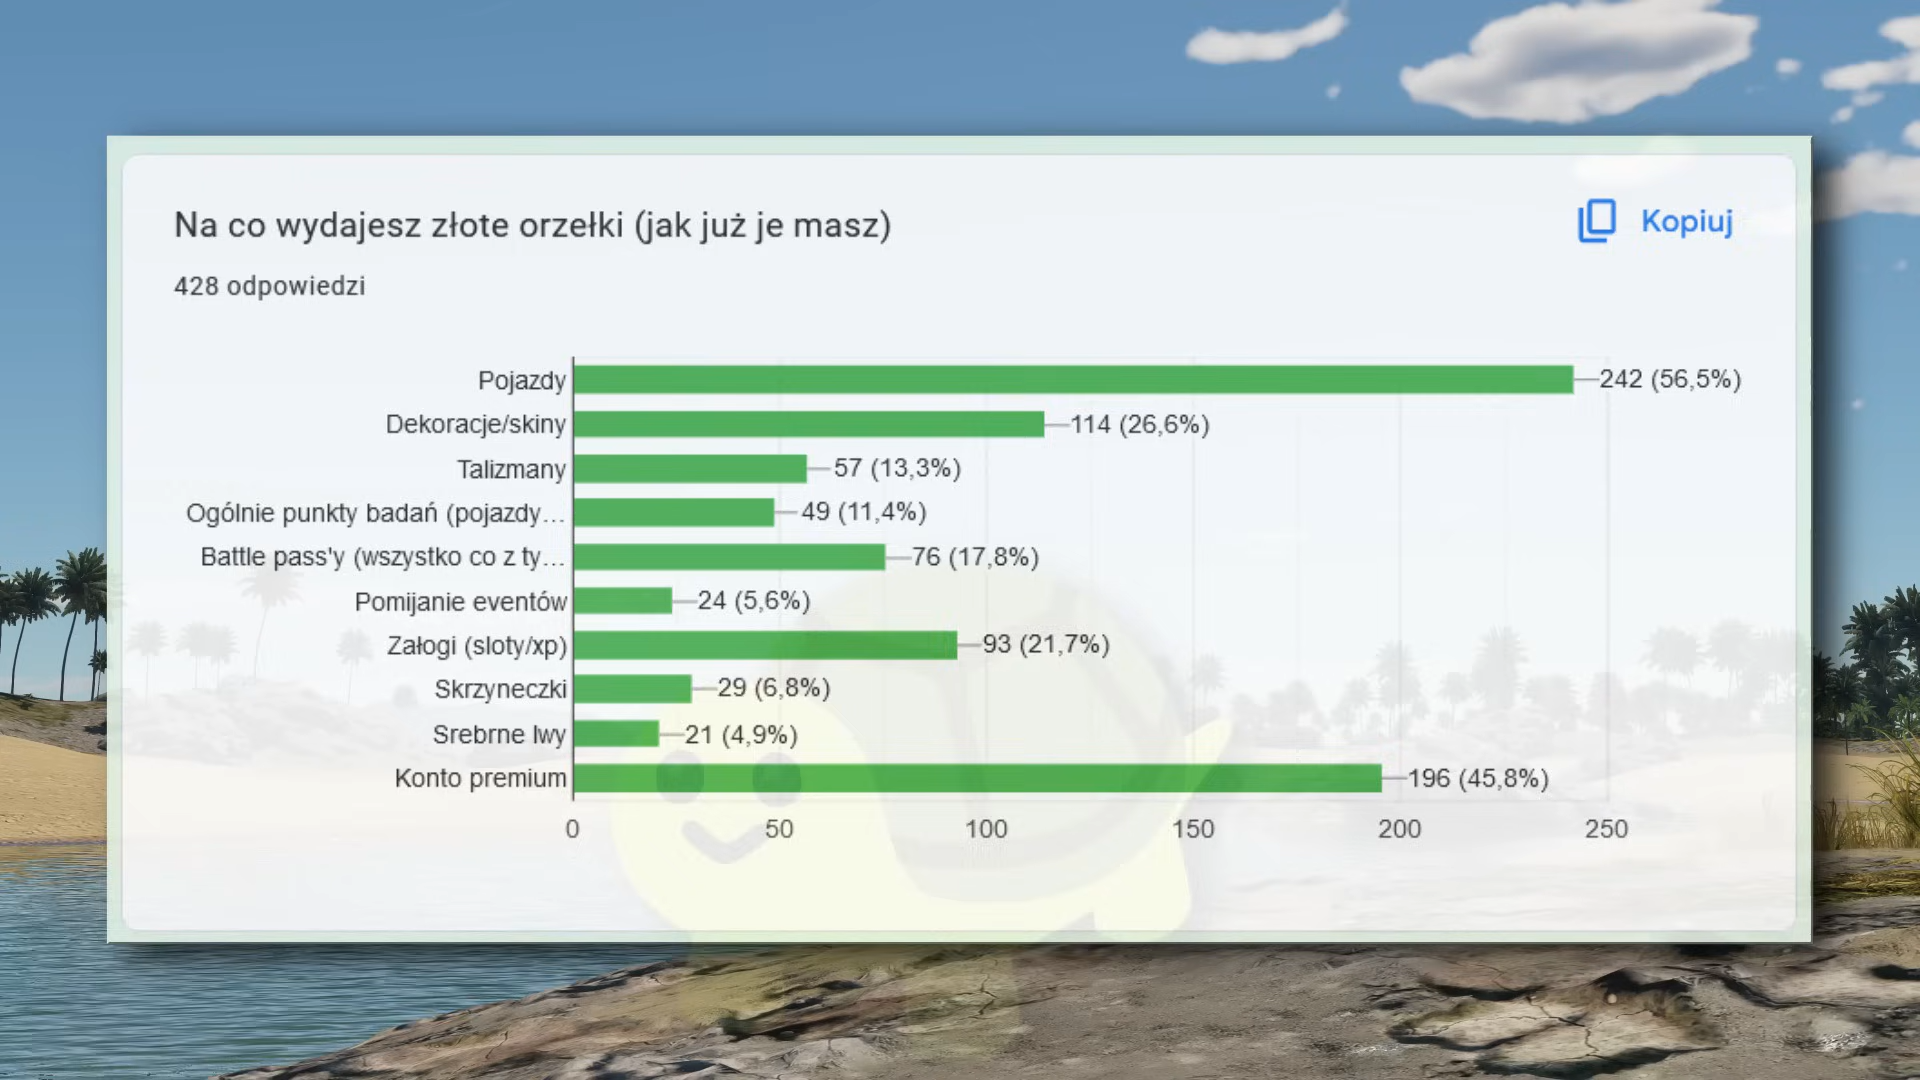 Na co wydajesz złote orzełki (jak już je masz)
Kopiuj
428 odpowiedzi
Pojazdy 242 (56,5%)
Dekoracje/skiny 114 (26,6%)
Talizmany 57 (13,3%)
Ogólnie punkty badań (pojazdy… 49 (11,4%)
Battle pass'y (wszystko co z ty… 76 (17,8%)
Pomijanie eventów 24 (5,6%)
Załogi (sloty/xp) 93 (21,7%)
Skrzyneczki 29 (6,8%)
Srebrne lwy 21 (4,9%)
Konto premium 196 (45,8%)
0 50 100 150 200 250